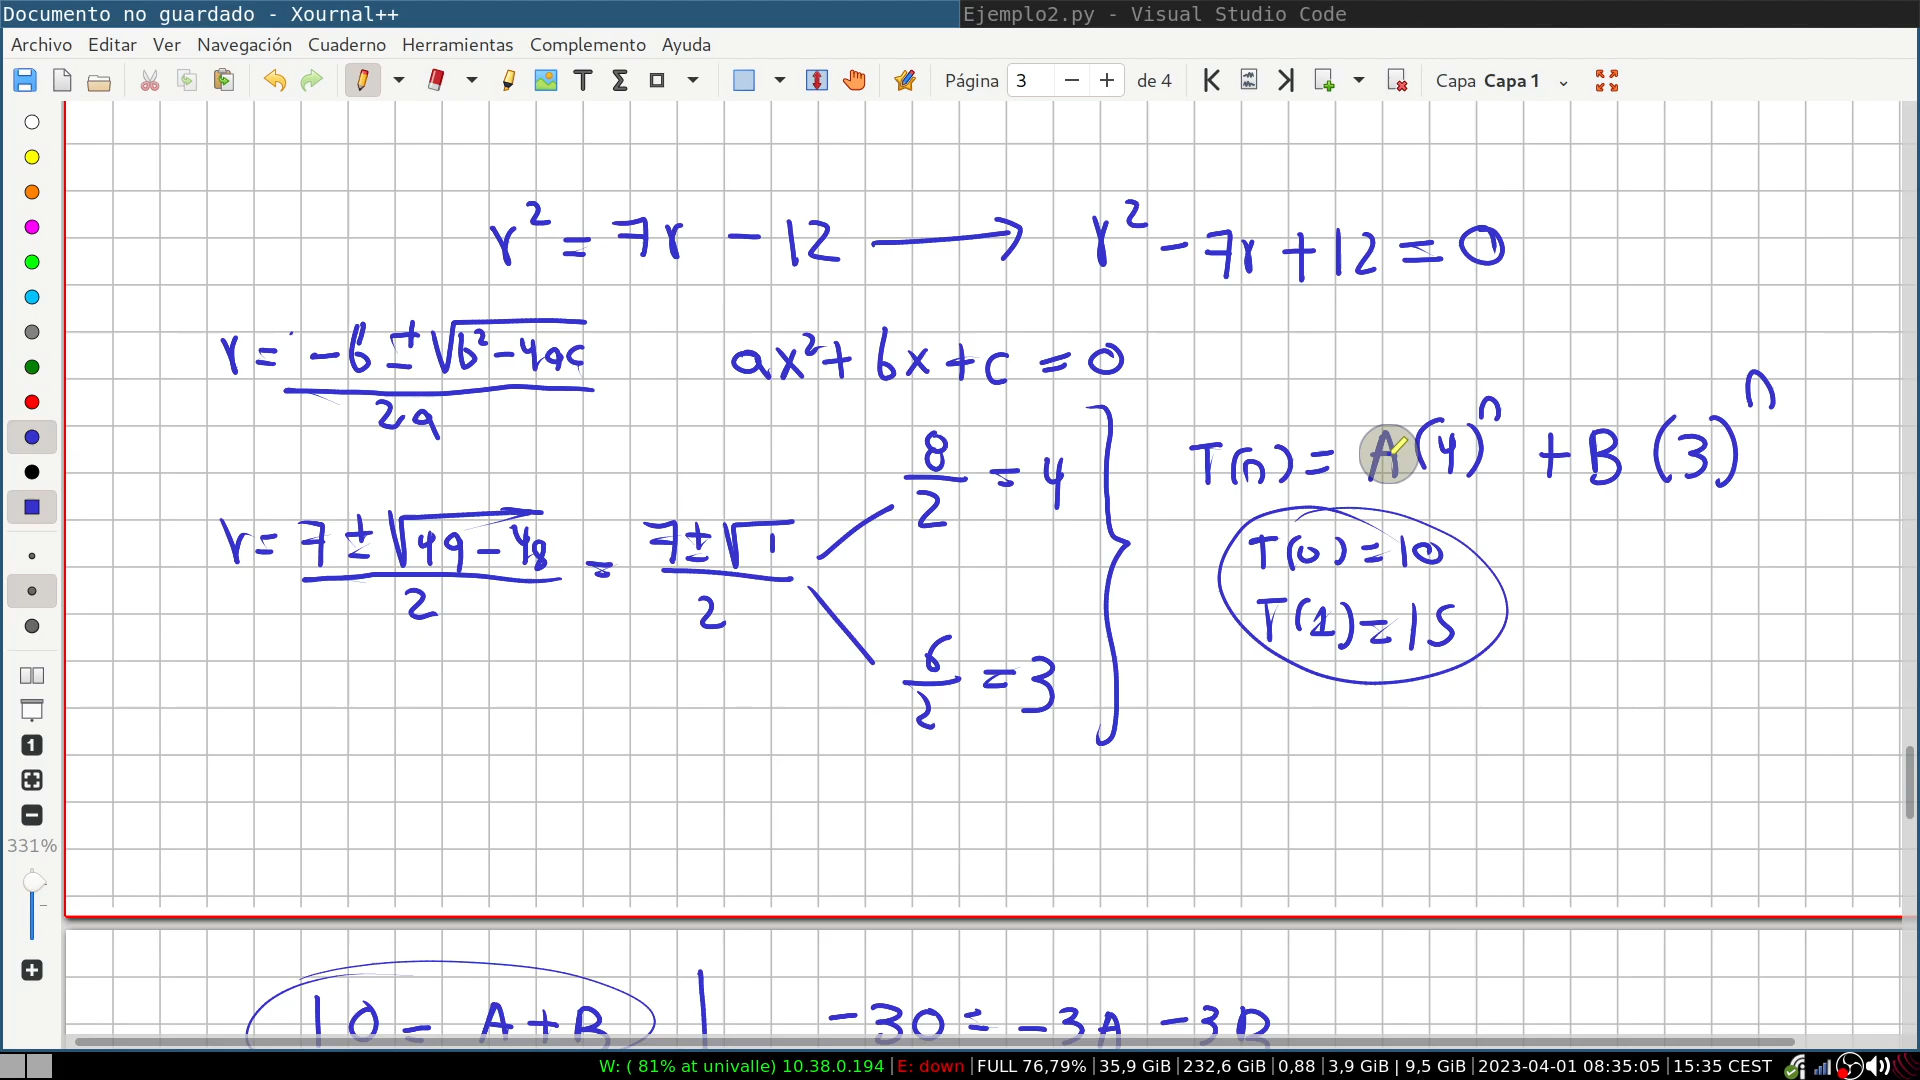 Documento no guardado - Xournal++
Ejemplo2.py - Visual Studio Code
Archivo Editar Ver Navegación Cuaderno Herramientas Complemento Ayuda
Página 3 de 4 Capa Capa 1
r² = 7r - 12 → r² - 7r + 12 = 0
r = -b ± √(b² - 4ac) / 2a
ax² + bx + c = 0
T(n) = A(4)^n + B(3)^n
r = 7 ± √(49 - 48) / 2 = 7 ± √1 / 2
8/2 = 4
6/2 = 3
T(0) = 10
T(1) = 15
331%
10 = A + B
-30 = -3A - 3B
W: ( 81% at univalle) 10.38.0.194 |E: down|FULL 76,79%|35,9 GiB|232,6 GiB|0,88|3,9 GiB|9,5 GiB|2023-04-01 08:35:05|15:35 CEST